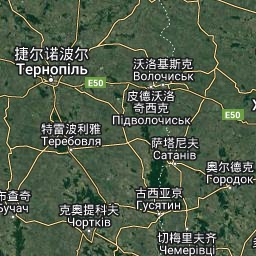 捷尔诺波尔
Тернопіль
E50
沃洛基斯克
Волочиськ
E50
皮德沃洛
奇西克
Підволочиськ
E50
特雷波利雅
Теребовля
萨塔尼夫
Сатанів
奥尔德克
Городок
布查奇
Бучач
克奥提科夫
Чортків
古西亚京
Гусятин
切梅里夫齐
Чемерівці